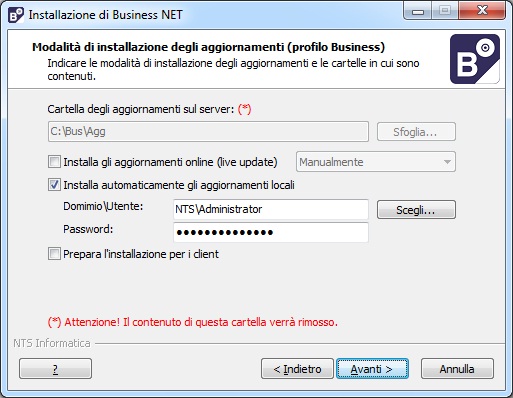 Installazione di Business NET
Modalità di installazione degli aggiornamenti (profilo Business)
Indicare le modalità di installazione degli aggiornamenti e le cartelle in cui sono
contenuti.
B
Cartella degli aggiornamenti sul server: (*)
C:\Bus\Agg
Sfoglia...
Installa gli aggiornamenti online (live update)
Manualmente
Installa automaticamente gli aggiornamenti locali
Domimio\Utente:
NTS\Administrator
Scegli...
Password:
●●●●●●●●●●●●●●
Prepara l'installazione per i client
(*) Attenzione! Il contenuto di questa cartella verrà rimosso.
NTS Informatica
?
< Indietro
Avanti >
Annulla